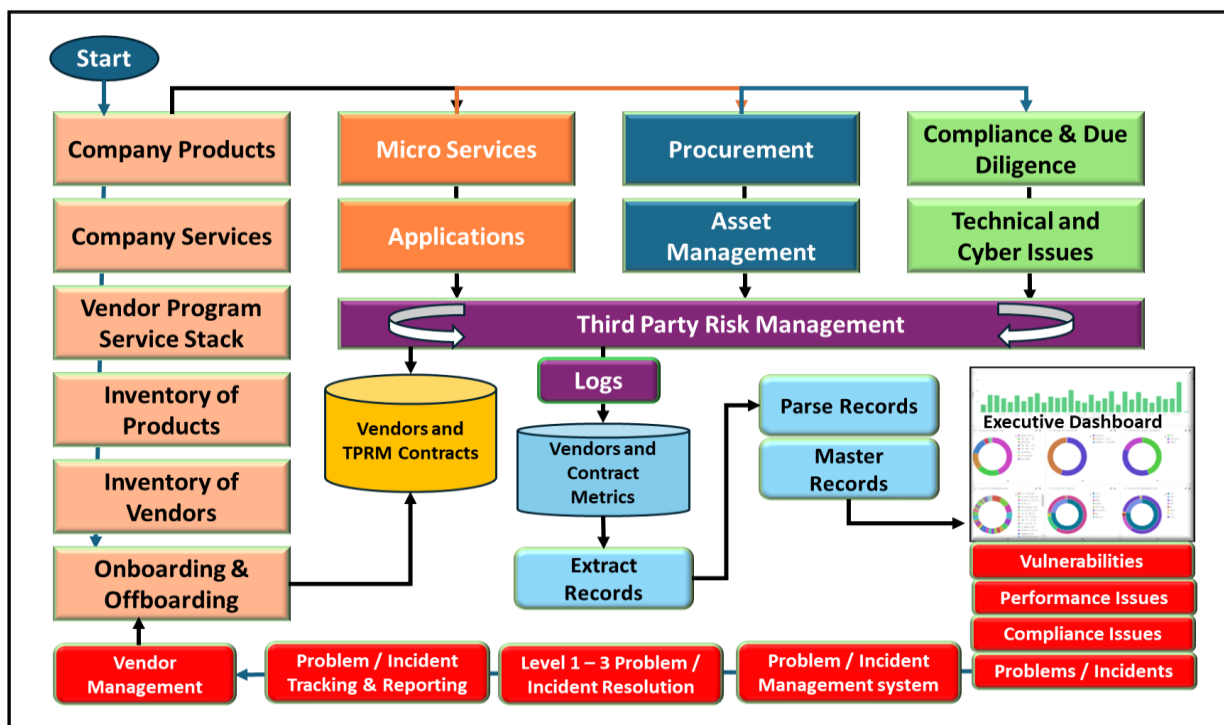 Start
Company Products
Micro Services
Procurement
Compliance & Due
Diligence
Company Services
Applications
Asset
Management
Technical and
Cyber Issues
Vendor Program
Service Stack
Third Party Risk Management
Logs
Inventory of
Products
Vendors and
TPRM Contracts
Vendors and
Contract
Metrics
Parse Records
Master
Records
Executive Dashboard
Inventory of
Vendors
Onboarding &
Offboarding
Extract
Records
Vulnerabilities
Performance Issues
Compliance Issues
Problems / Incidents
Vendor
Management
Problem / Incident
Tracking & Reporting
Level 1 – 3 Problem /
Incident Resolution
Problem / Incident
Management system